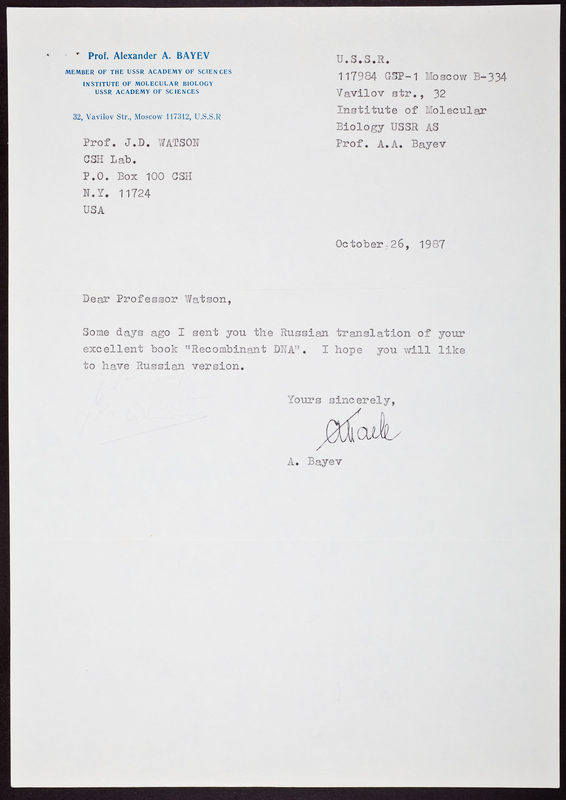 Prof. Alexander A. BAYEV
MEMBER OF THE USSR ACADEMY OF SCIENCES
INSTITUTE OF MOLECULAR BIOLOGY
USSR ACADEMY OF SCIENCES
32, Vavilov Str., Moscow 117312, U.S.S.R
U.S.S.R.
117984 GSP-1 Moscow B-334
Vavilov str., 32
Institute of Molecular
Biology USSR AS
Prof. A.A. Bayev
Prof. J.D. WATSON
CSH Lab.
P.O. Box 100 CSH
N.Y. 11724
USA
October 26, 1987
Dear Professor Watson,
Some days ago I sent you the Russian translation of your
excellent book "Recombinant DNA". I hope you will like
to have Russian version.
Yours sincerely,
A. Bayev